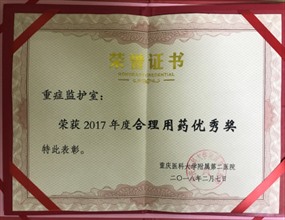 荣誉证书
HONORARY CREDENTIAL
重症监护室：
荣获2017年度合理用药优秀奖
特此表彰。
重庆医科大学附属第二医院
二〇一八年二月七日